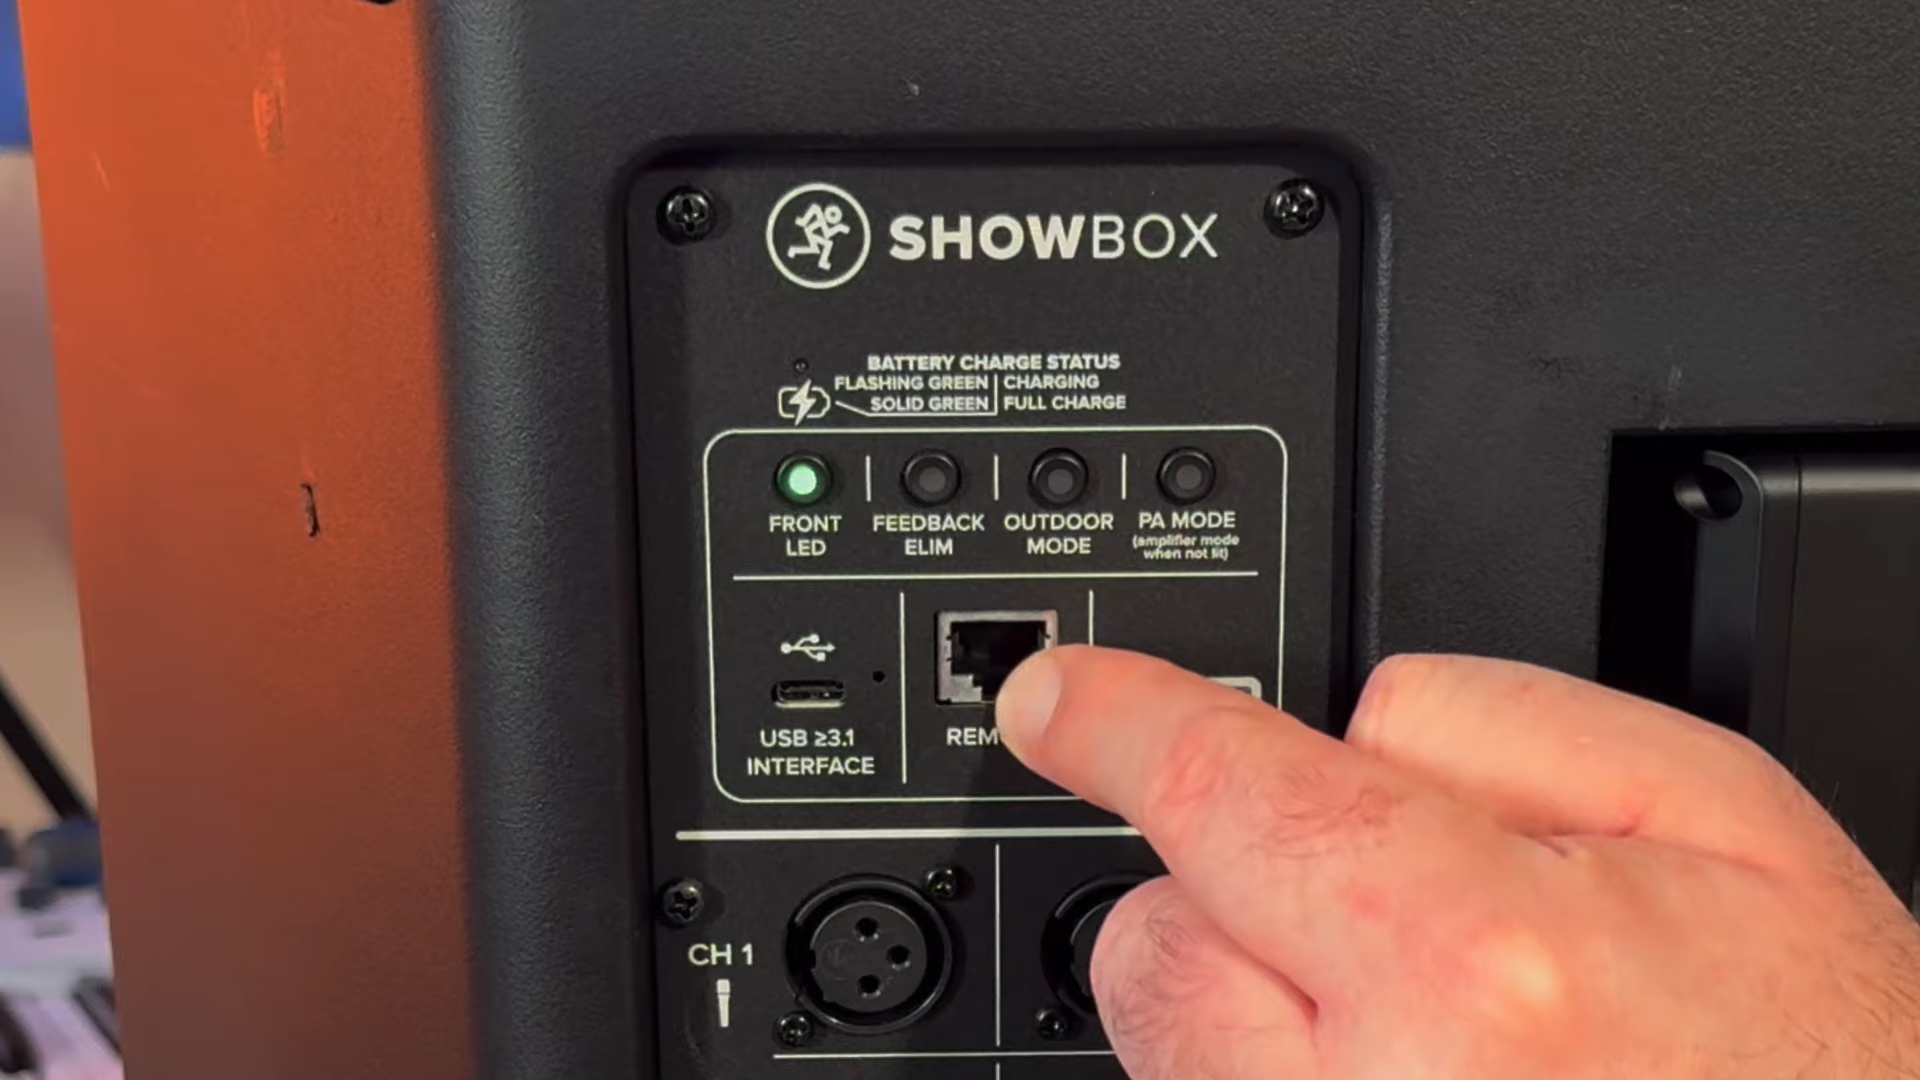 SHOWBOX
BATTERY CHARGE STATUS
FLASHING GREEN | CHARGING
SOLID GREEN | FULL CHARGE
FRONT LED
FEEDBACK ELIM
OUTDOOR MODE
PA MODE
(amplifier mode
when not lit)
USB ≥3.1
INTERFACE
CH 1